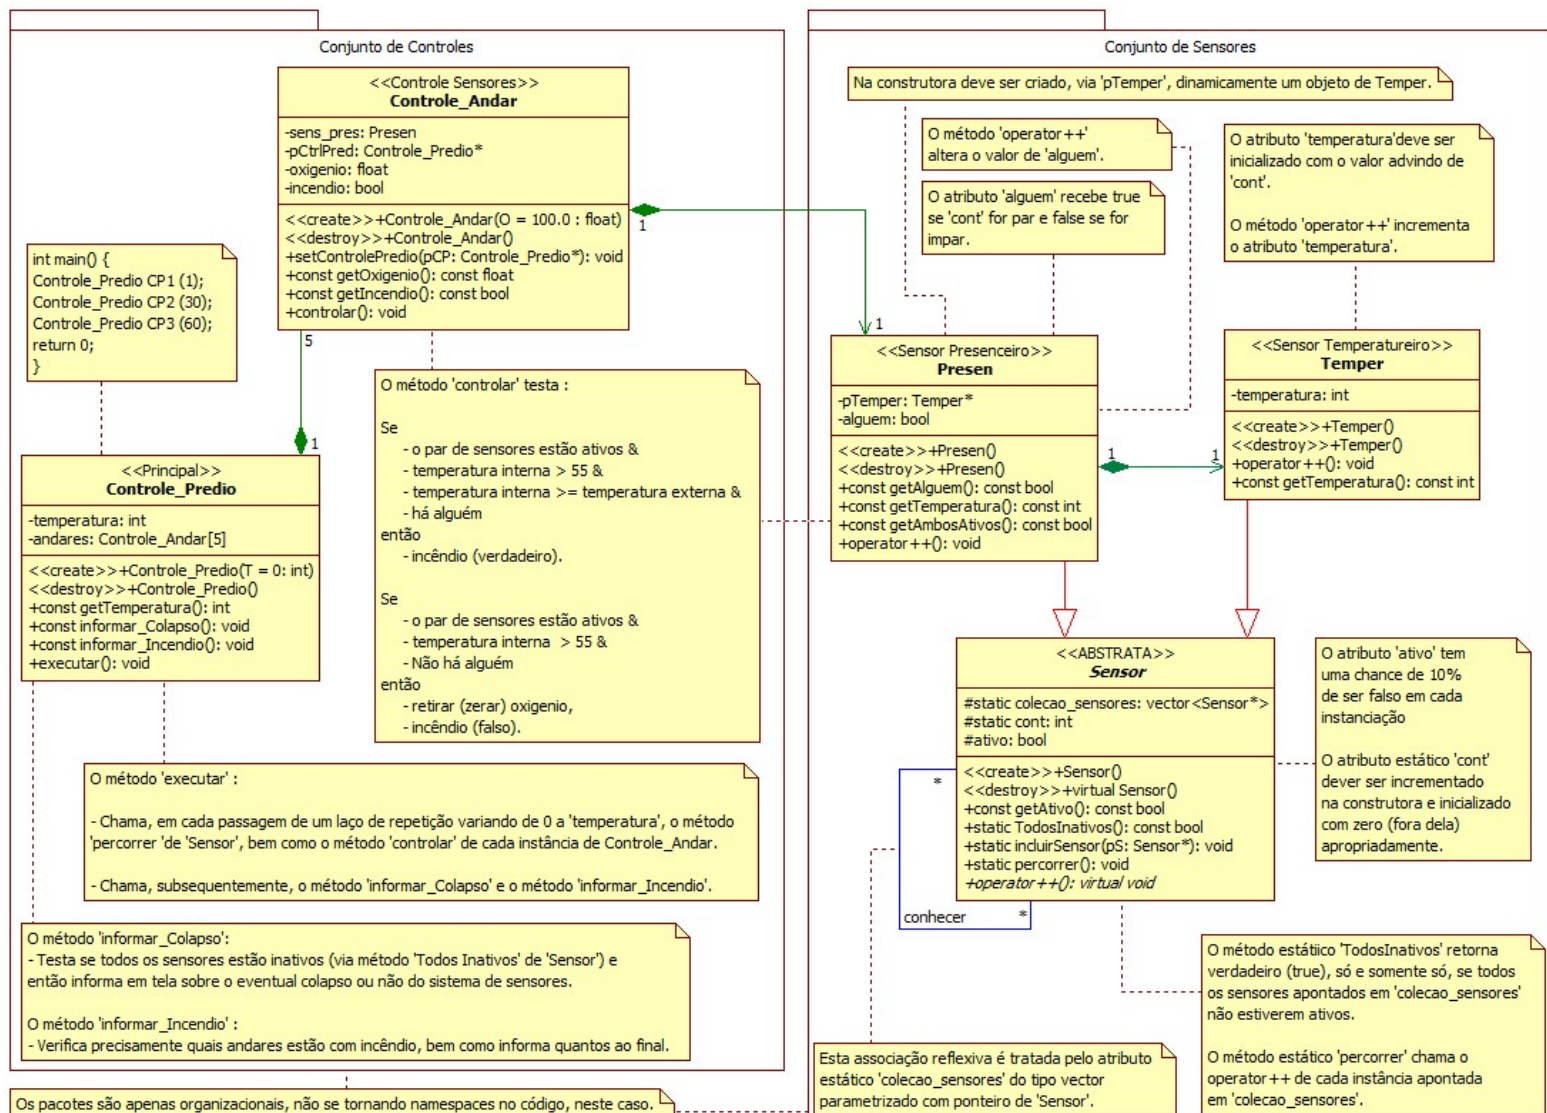 Conjunto de Controles
<<Controle Sensores>>
Controle_Andar
-sens_pres: Presen
-pCtrlPred: Controle_Predio*
-oxigenio: float
-incendio: bool
<<create>>+Controle_Andar(O = 100.0 : float)
<<destroy>>+Controle_Andar()
+setControlePredio(pCP: Controle_Predio*): void
+const getOxigenio(): const float
+const getIncendio(): const bool
+controlar(): void
1
5
1
int main() {
Controle_Predio CP1 (1);
Controle_Predio CP2 (30);
Controle_Predio CP3 (60);
return 0;
}
<<Principal>>
Controle_Predio
-temperatura: int
-andares: Controle_Andar[5]
<<create>>+Controle_Predio(T = 0: int)
<<destroy>>+Controle_Predio()
+const getTemperatura(): int
+const informar_Colapso(): void
+const informar_Incendio(): void
+executar(): void
O método 'controlar' testa :
Se
- o par de sensores estão ativos &
- temperatura interna > 55 &
- temperatura interna >= temperatura externa &
- há alguém
então
- incêndio (verdadeiro).
Se
- o par de sensores estão ativos &
- temperatura interna > 55 &
- Não há alguém
então
- retirar (zerar) oxigenio,
- incêndio (falso).
O método 'executar' :
- Chama, em cada passagem de um laço de repetição variando de 0 a 'temperatura', o método
'percorrer 'de 'Sensor', bem como o método 'controlar' de cada instância de Controle_Andar.
- Chama, subsequentemente, o método 'informar_Colapso' e o método 'informar_Incendio'.
O método 'informar_Colapso':
- Testa se todos os sensores estão inativos (via método 'Todos Inativos' de 'Sensor') e
então informa em tela sobre o eventual colapso ou não do sistema de sensores.
O método 'informar_Incendio' :
- Verifica precisamente quais andares estão com incêndio, bem como informa quantos ao final.
Os pacotes são apenas organizacionais, não se tornando namespaces no código, neste caso.
Conjunto de Sensores
Na construtora deve ser criado, via 'pTemper', dinamicamente um objeto de Temper.
O método 'operator++'
altera o valor de 'alguem'.
O atributo 'alguem' recebe true
se 'cont' for par e false se for
impar.
O atributo 'temperatura'deve ser
inicializado com o valor advindo de
'cont'.
O método 'operator++' incrementa
o atributo 'temperatura'.
1
<<Sensor Presenceiro>>
Presen
-pTemper: Temper*
-alguem: bool
<<create>>+Presen()
<<destroy>>+Presen()
+const getAlguem(): const bool
+const getTemperatura(): const int
+const getAmbosAtivos(): const bool
+operator++(): void
1
1
<<Sensor Temperatureiro>>
Temper
-temperatura: int
<<create>>+Temper()
<<destroy>>+Temper()
+operator++(): void
+const getTemperatura(): const int
<<ABSTRATA>>
Sensor
#static colecao_sensores: vector<Sensor*>
#static cont: int
#ativo: bool
<<create>>+Sensor()
<<destroy>>+virtual Sensor()
+const getAtivo(): const bool
+static TodosInativos(): const bool
+static incluirSensor(pS: Sensor*): void
+static percorrer(): void
+operator++(): virtual void
*
conhecer
*
O atributo 'ativo' tem
uma chance de 10%
de ser falso em cada
instanciação
O atributo estático 'cont'
dever ser incrementado
na construtora e inicializado
com zero (fora dela)
apropriadamente.
Esta associação reflexiva é tratada pelo atributo
estático 'colecao_sensores' do tipo vector
parametrizado com ponteiro de 'Sensor'.
O método estátiico 'TodosInativos' retorna
verdadeiro (true), só e somente só, se todos
os sensores apontados em 'colecao_sensores'
não estiverem ativos.
O método estático 'percorrer' chama o
operator++ de cada instância apontada
em 'colecao_sensores'.